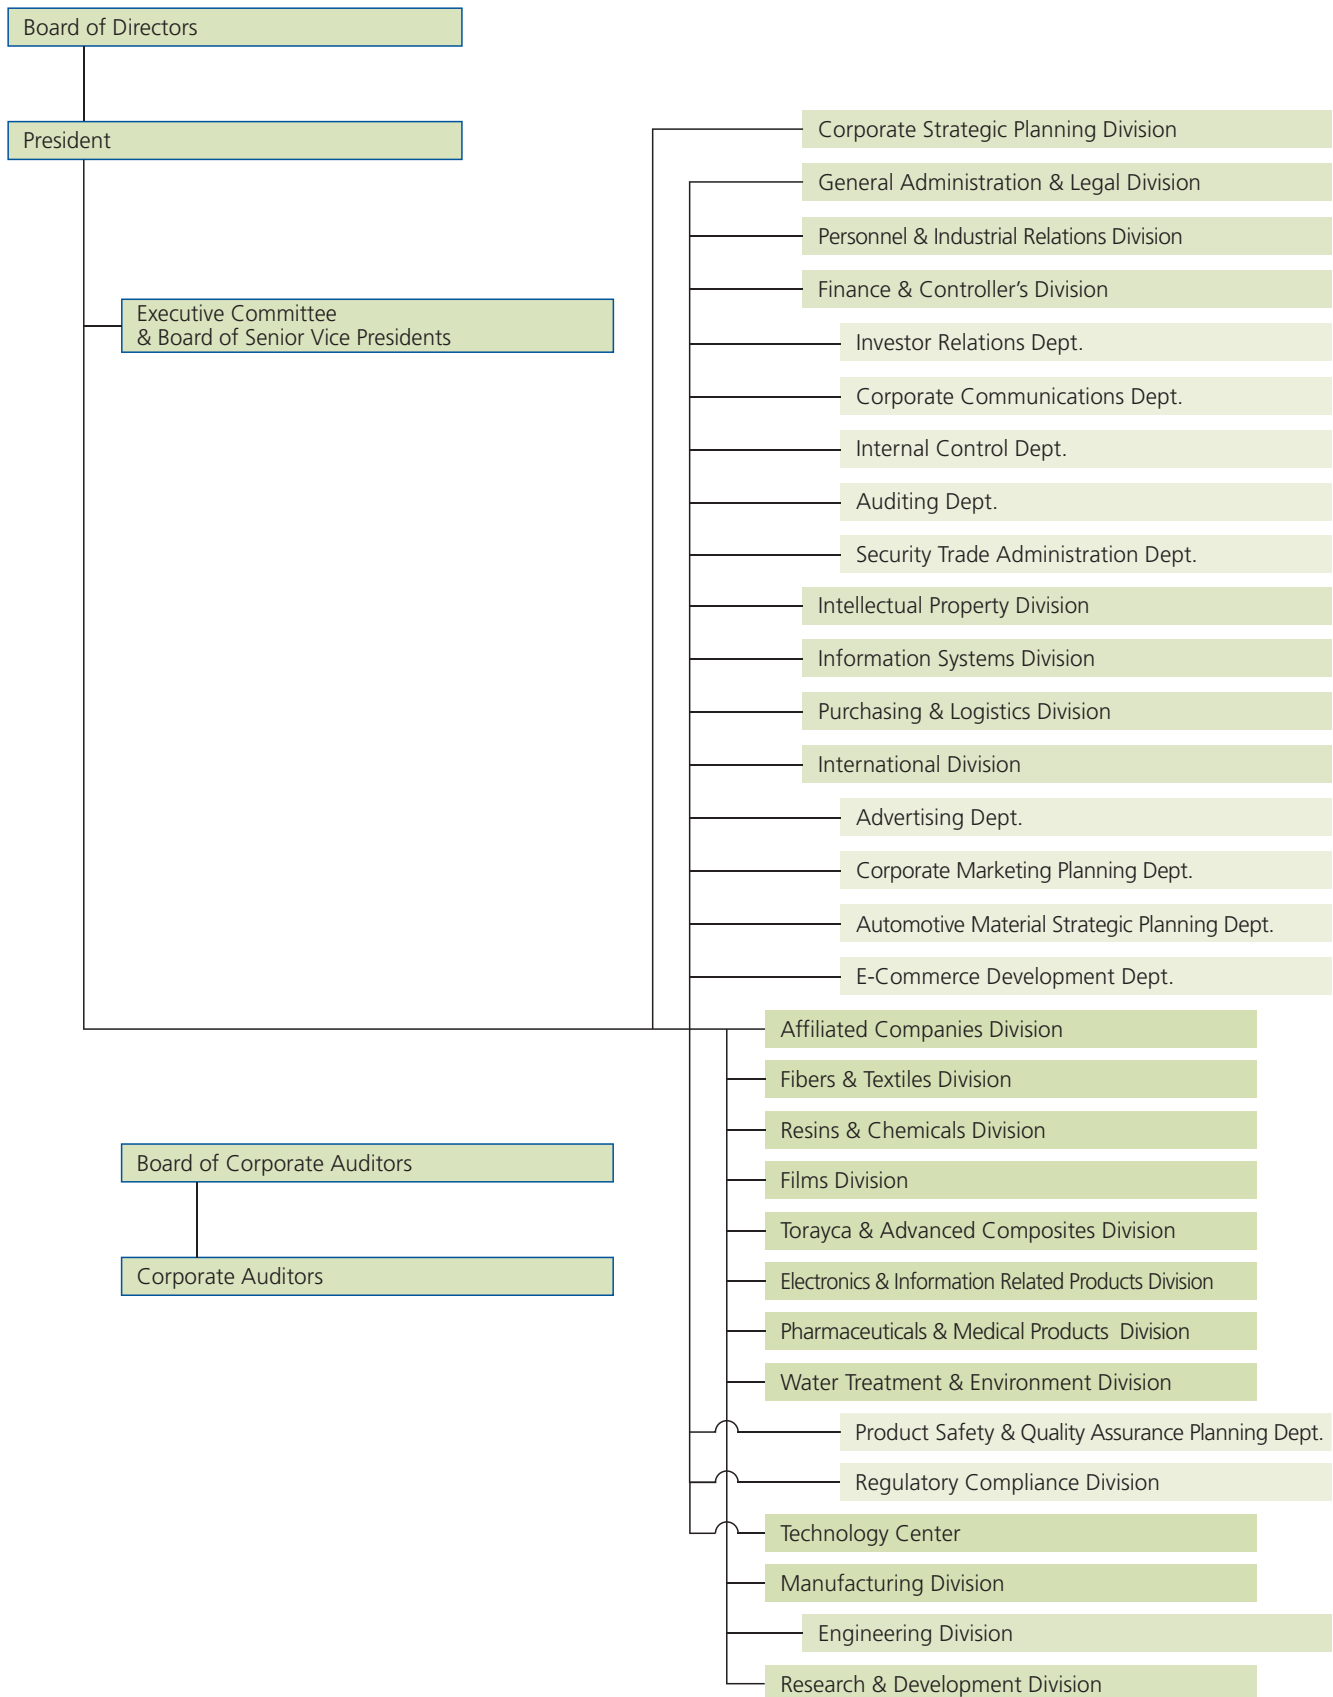 Board of Directors
President
Executive Committee
& Board of Senior Vice Presidents
Board of Corporate Auditors
Corporate Auditors
Corporate Strategic Planning Division
General Administration & Legal Division
Personnel & Industrial Relations Division
Finance & Controller’s Division
Investor Relations Dept.
Corporate Communications Dept.
Internal Control Dept.
Auditing Dept.
Security Trade Administration Dept.
Intellectual Property Division
Information Systems Division
Purchasing & Logistics Division
International Division
Advertising Dept.
Corporate Marketing Planning Dept.
Automotive Material Strategic Planning Dept.
E-Commerce Development Dept.
Affiliated Companies Division
Fibers & Textiles Division
Resins & Chemicals Division
Films Division
Torayca & Advanced Composites Division
Electronics & Information Related Products Division
Pharmaceuticals & Medical Products Division
Water Treatment & Environment Division
Product Safety & Quality Assurance Planning Dept.
Regulatory Compliance Division
Technology Center
Manufacturing Division
Engineering Division
Research & Development Division